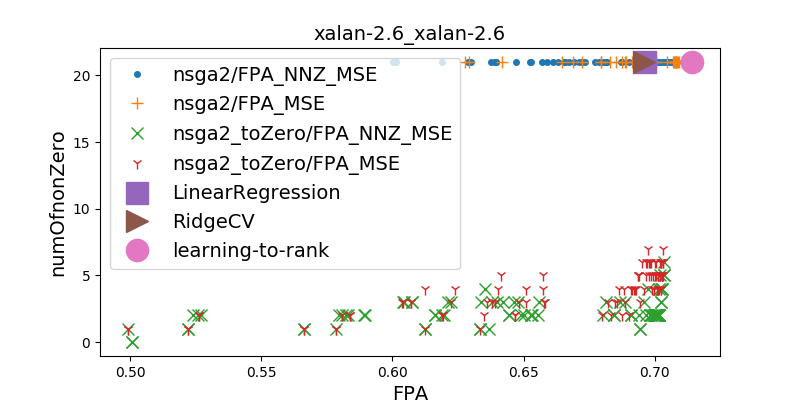 xalan-2.6_xalan-2.6
numOfnonZero
20
15
10
5
0
nsga2/FPA_NNZ_MSE
nsga2/FPA_MSE
nsga2_toZero/FPA_NNZ_MSE
nsga2_toZero/FPA_MSE
LinearRegression
RidgeCV
learning-to-rank
0.50 0.55 0.60 0.65 0.70
FPA